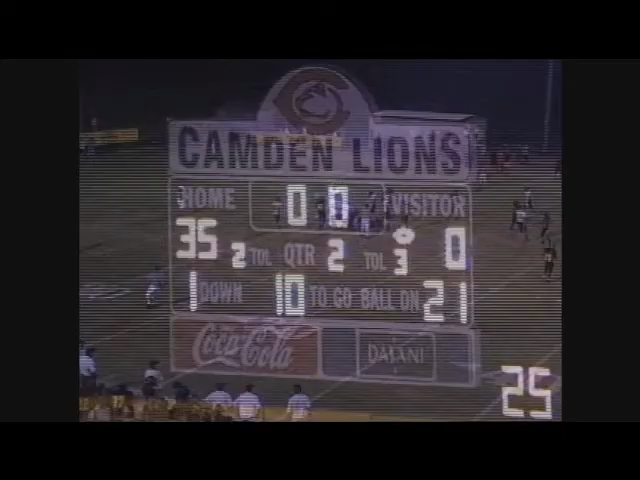 C
CAMDEN LIONS
HOME 0 0 VISITOR
35 2 TOL QTR 2 TOL 3 0
1 DOWN 10 TO GO BALL ON 21
Coca-Cola
25